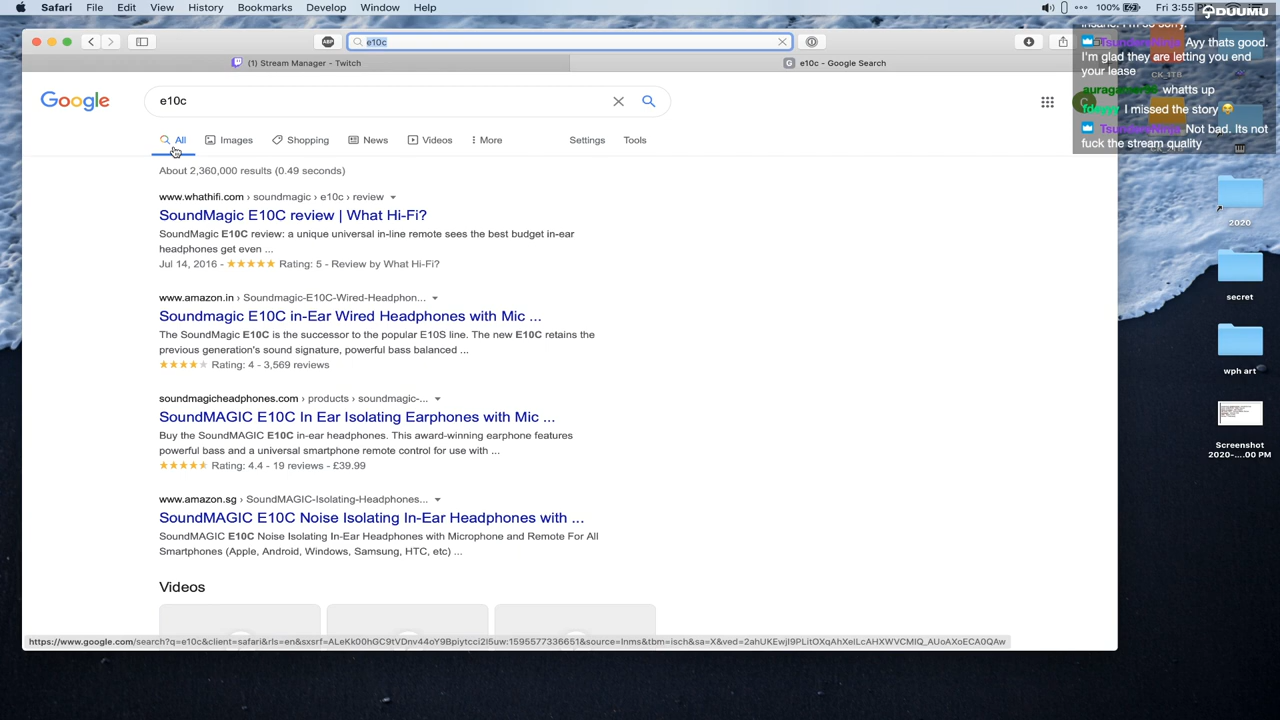 Safari File Edit View History Bookmarks Develop Window Help
100% Fri 3:55
DUUMU
e10c
(1) Stream Manager - Twitch
e10c - Google Search
TsundereNinja Ayy thats good.
I'm glad they are letting you end
your lease
whatts up
I missed the story 😂
TsundereNinja Not bad. Its not
fuck the stream quality
CK_1TB
Google
e10c
All Images Shopping News Videos More Settings Tools
About 2,360,000 results (0.49 seconds)
www.whathifi.com › soundmagic › e10c › review
SoundMagic E10C review | What Hi-Fi?
SoundMagic E10C review: a unique universal in-line remote sees the best budget in-ear
headphones get even ...
Jul 14, 2016 - ★★★★★ Rating: 5 - Review by What Hi-Fi?
www.amazon.in › Soundmagic-E10C-Wired-Headphon...
Soundmagic E10C in-Ear Wired Headphones with Mic ...
The SoundMagic E10C is the successor to the popular E10S line. The new E10C retains the
previous generation's sound signature, powerful bass balanced ...
Rating: 4 - 3,569 reviews
soundmagicheadphones.com › products › soundmagic-...
SoundMAGIC E10C In Ear Isolating Earphones with Mic ...
Buy the SoundMAGIC E10C in-ear headphones. This award-winning earphone features
powerful bass and a universal smartphone remote control for use with ...
Rating: 4.4 - 19 reviews - £39.99
www.amazon.sg › SoundMAGIC-Isolating-Headphones...
SoundMAGIC E10C Noise Isolating In-Ear Headphones with ...
SoundMAGIC E10C Noise Isolating In-Ear Headphones with Microphone and Remote For All
Smartphones (Apple, Android, Windows, Samsung, HTC, etc) ...
Videos
2020
secret
wph art
Screenshot
2020-....00 PM